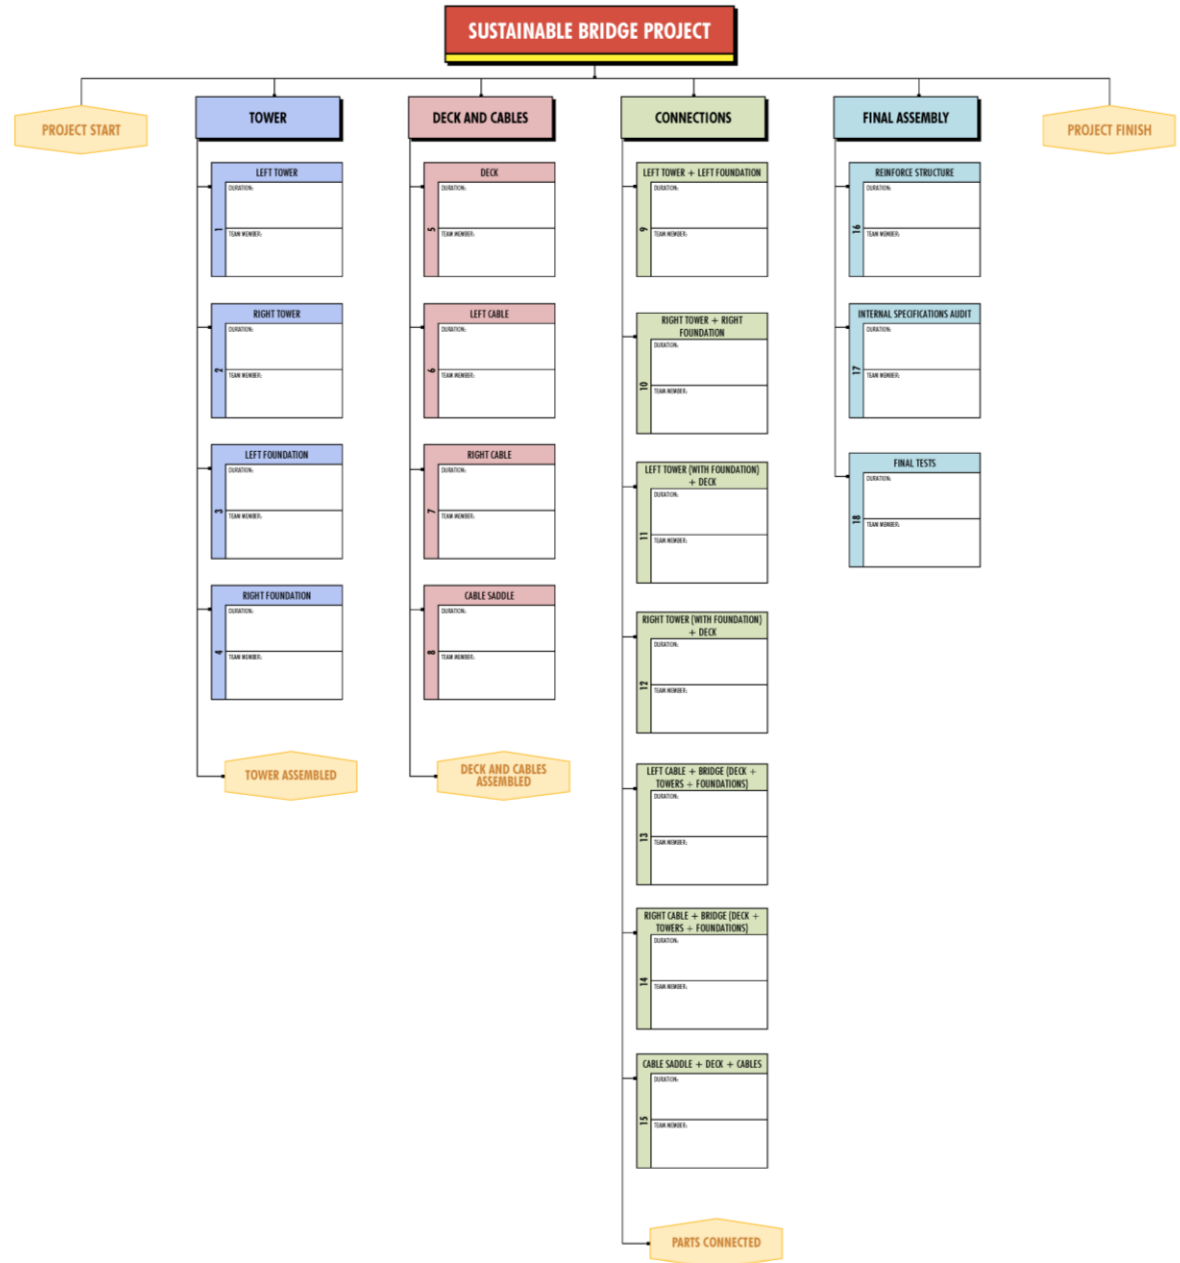 SUSTAINABLE BRIDGE PROJECT
PROJECT START
TOWER
DECK AND CABLES
CONNECTIONS
FINAL ASSEMBLY
PROJECT FINISH
LEFT TOWER
1
DURATION:
TEAM MEMBER:
RIGHT TOWER
2
DURATION:
TEAM MEMBER:
LEFT FOUNDATION
3
DURATION:
TEAM MEMBER:
RIGHT FOUNDATION
4
DURATION:
TEAM MEMBER:
TOWER ASSEMBLED
DECK
5
DURATION:
TEAM MEMBER:
LEFT CABLE
6
DURATION:
TEAM MEMBER:
RIGHT CABLE
7
DURATION:
TEAM MEMBER:
CABLE SADDLE
8
DURATION:
TEAM MEMBER:
DECK AND CABLES
ASSEMBLED
LEFT TOWER + LEFT FOUNDATION
9
DURATION:
TEAM MEMBER:
RIGHT TOWER + RIGHT
FOUNDATION
10
DURATION:
TEAM MEMBER:
LEFT TOWER (WITH FOUNDATION)
+ DECK
11
DURATION:
TEAM MEMBER:
RIGHT TOWER (WITH FOUNDATION)
+ DECK
12
DURATION:
TEAM MEMBER:
LEFT CABLE + BRIDGE (DECK +
TOWERS + FOUNDATIONS)
13
DURATION:
TEAM MEMBER:
RIGHT CABLE + BRIDGE (DECK +
TOWERS + FOUNDATIONS)
14
DURATION:
TEAM MEMBER:
CABLE SADDLE + DECK + CABLES
15
DURATION:
TEAM MEMBER:
PARTS CONNECTED
REINFORCE STRUCTURE
16
DURATION:
TEAM MEMBER:
INTERNAL SPECIFICATIONS AUDIT
17
DURATION:
TEAM MEMBER:
FINAL TESTS
18
DURATION:
TEAM MEMBER: